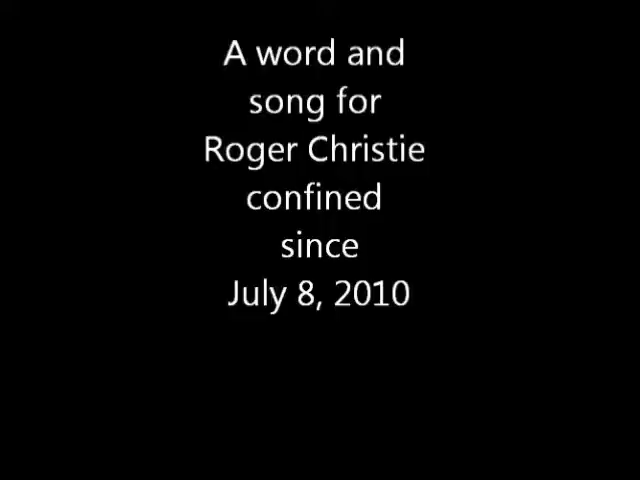 A word and
song for
Roger Christie
confined
since
July 8, 2010